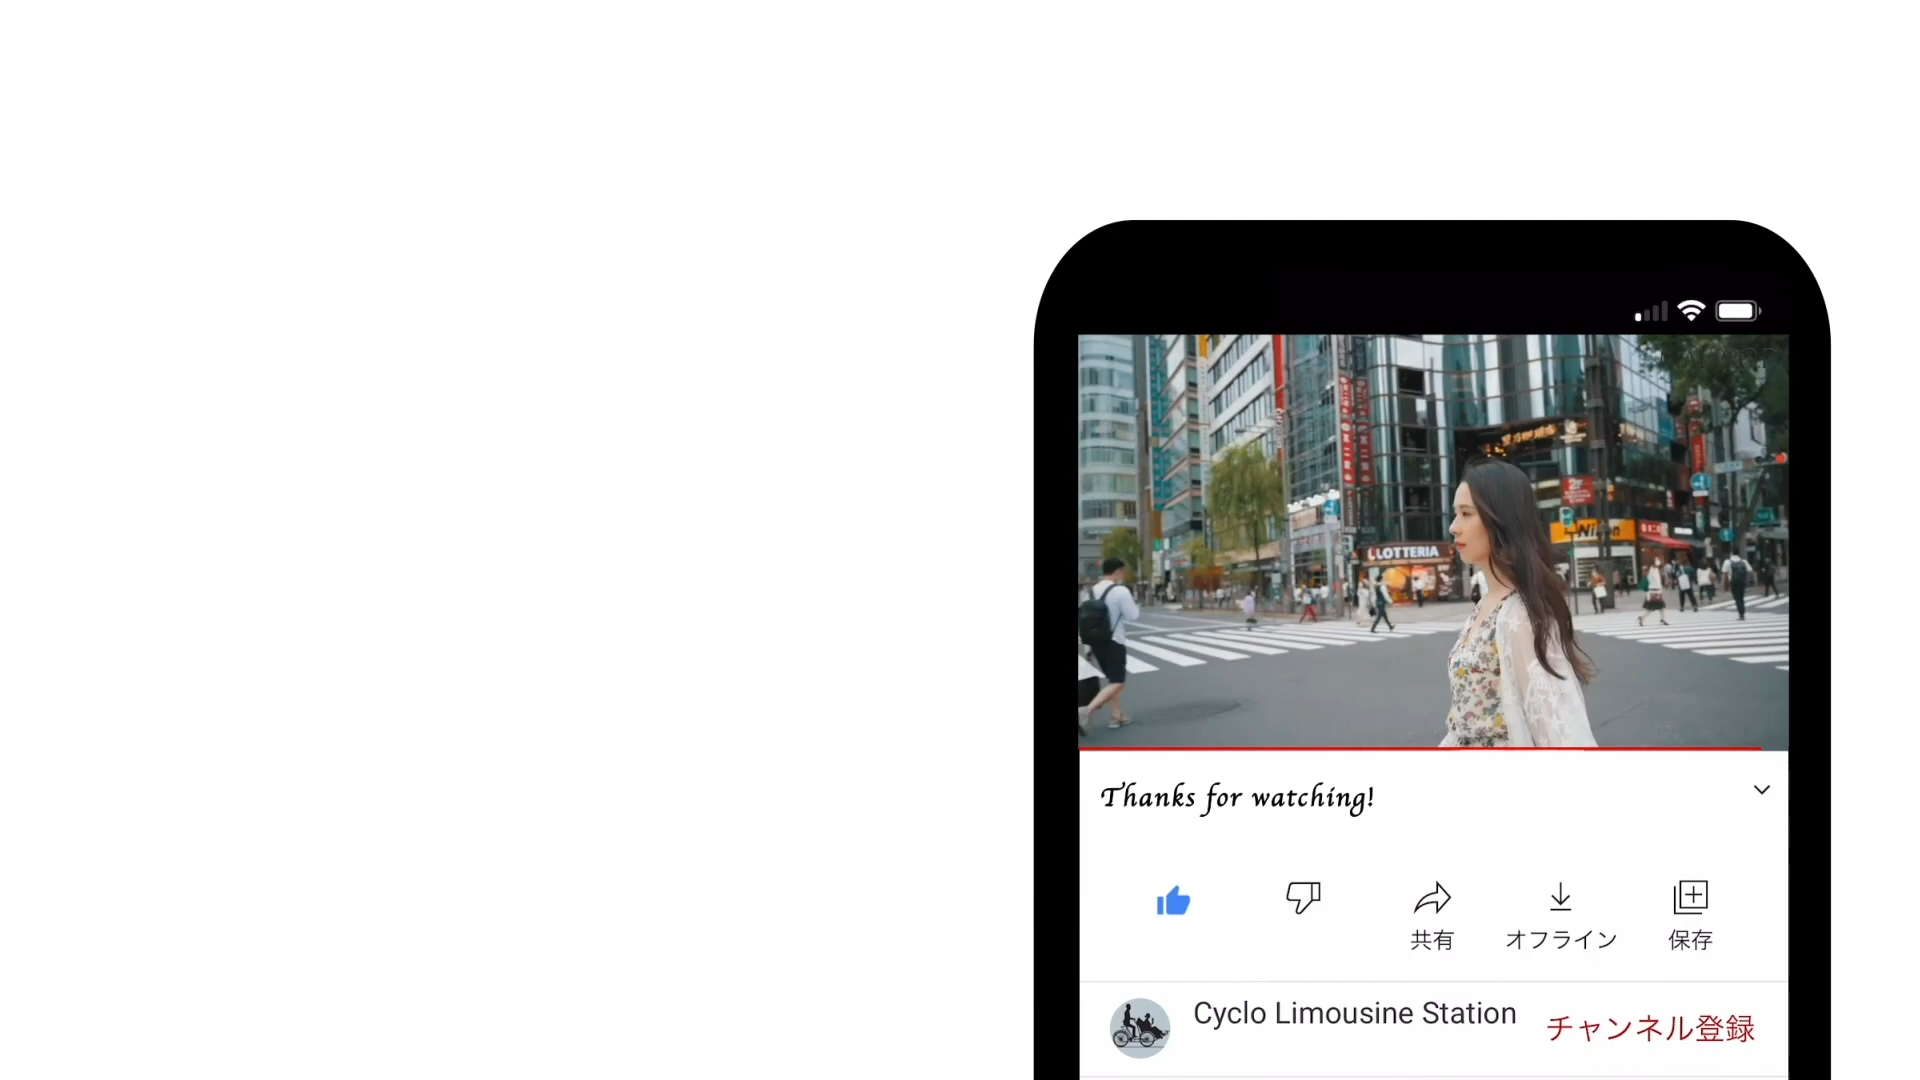 LOTTERIA
Nikon
Thanks for watching!
共有
オフライン
保存
Cyclo Limousine Station
チャンネル登録